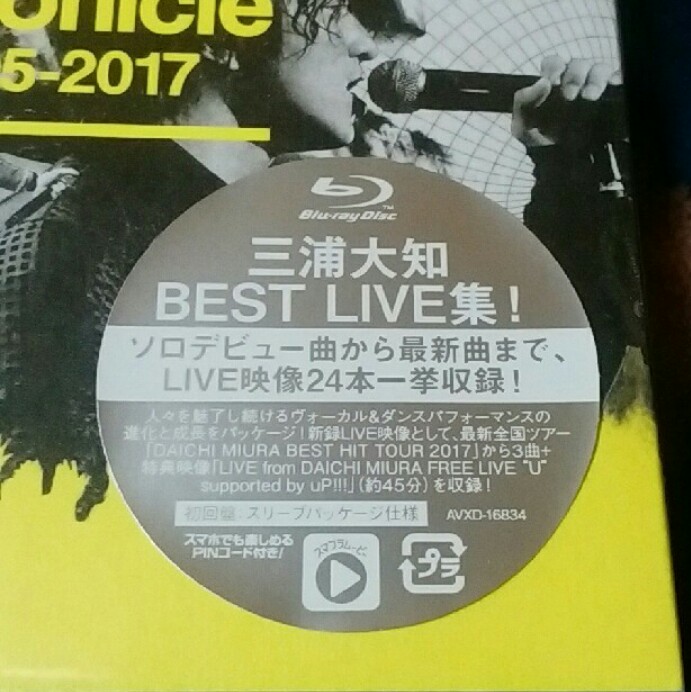 onicle
05-2017
Blu-ray Disc™
三浦大知
BEST LIVE集！
ソロデビュー曲から最新曲まで、
LIVE映像24本一挙収録！
人々を魅了し続けるヴォーカル&ダンスパフォーマンスの
進化と成長をパッケージ！新録LIVE映像として、最新全国ツアー
「DAICHI MIURA BEST HIT TOUR 2017」から3曲+
特典映像「LIVE from DAICHI MIURA FREE LIVE "U"
supported by uP!!!」(約45分)を収録！
初回盤：スリーブパッケージ仕様
AVXD-16834
スマホでも楽しめる
PINコード付き!
スマプラムービー
プラ